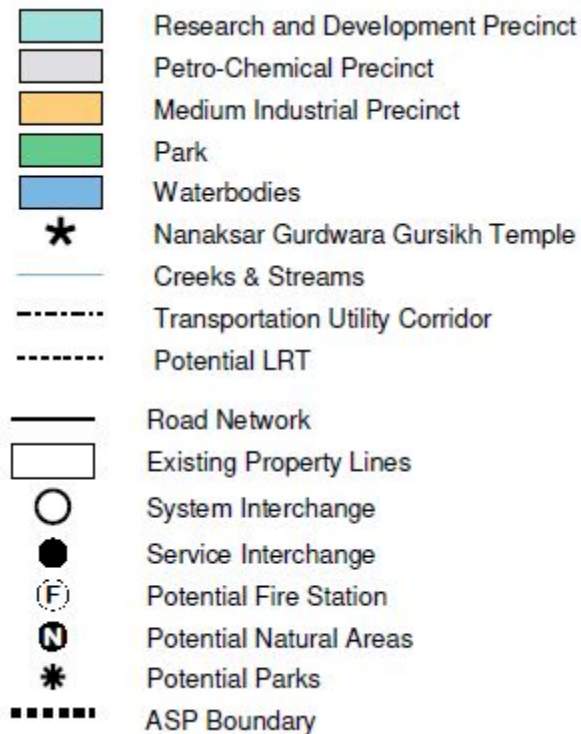 Research and Development Precinct
Petro-Chemical Precinct
Medium Industrial Precinct
Park
Waterbodies
Nanaksar Gurdwara Gursikh Temple
Creeks & Streams
Transportation Utility Corridor
Potential LRT
Road Network
Existing Property Lines
System Interchange
Service Interchange
F Potential Fire Station
N Potential Natural Areas
Potential Parks
ASP Boundary